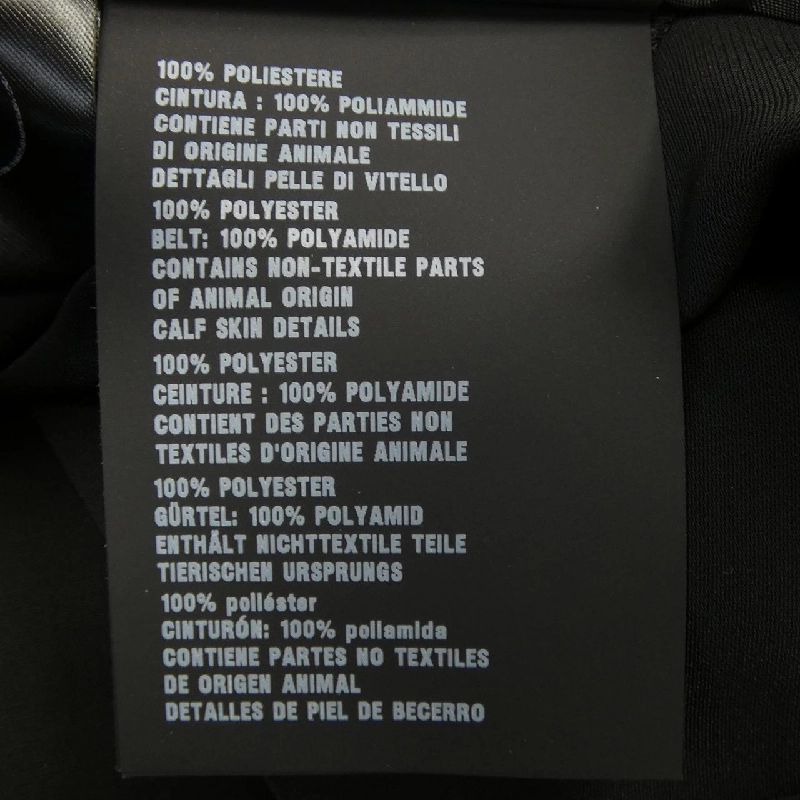 100% POLIESTERE
CINTURA : 100% POLIAMMIDE
CONTIENE PARTI NON TESSILI
DI ORIGINE ANIMALE
DETTAGLI PELLE DI VITELLO
100% POLYESTER
BELT: 100% POLYAMIDE
CONTAINS NON-TEXTILE PARTS
OF ANIMAL ORIGIN
CALF SKIN DETAILS
100% POLYESTER
CEINTURE : 100% POLYAMIDE
CONTIENT DES PARTIES NON
TEXTILES D'ORIGINE ANIMALE
100% POLYESTER
GÜRTEL: 100% POLYAMID
ENTHÄLT NICHTTEXTILE TEILE
TIERISCHEN URSPRUNGS
100% poliéster
CINTURÓN: 100% poliamida
CONTIENE PARTES NO TEXTILES
DE ORIGEN ANIMAL
DETALLES DE PIEL DE BECERRO